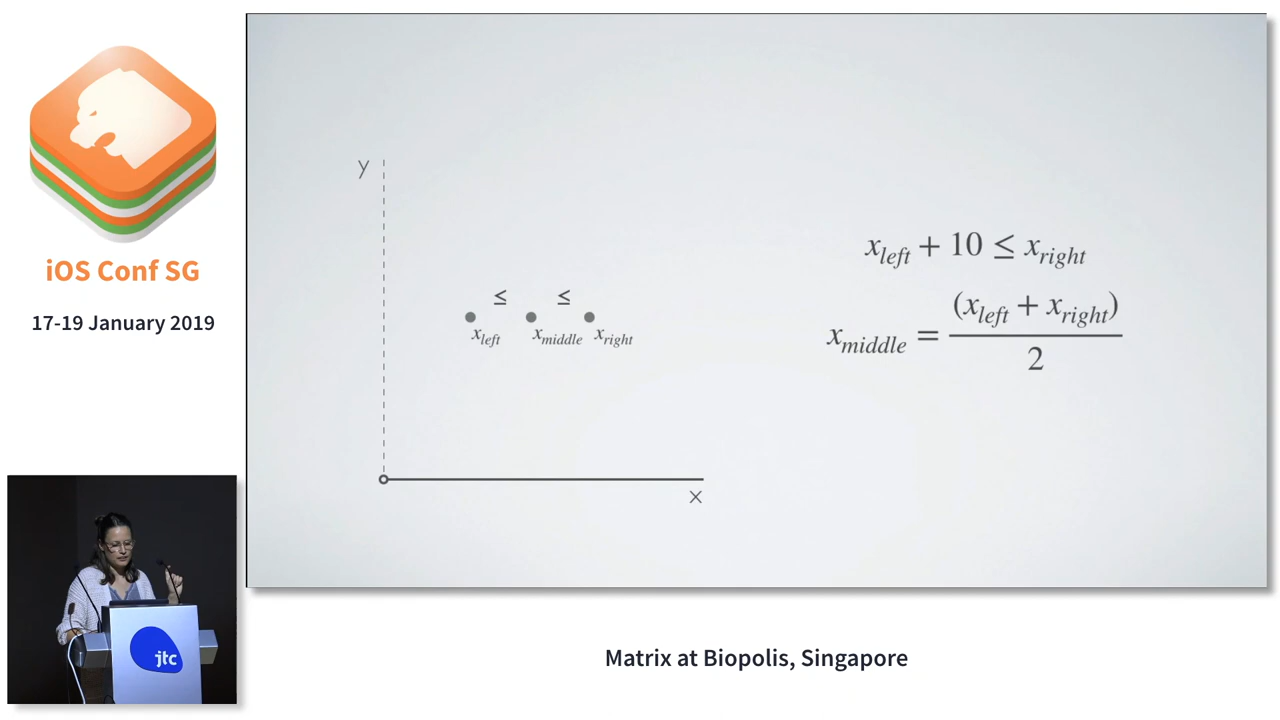 iOS Conf SG
17-19 January 2019
y
≤ ≤
x_left x_middle x_right
x
x_left + 10 ≤ x_right
x_middle = (x_left + x_right) / 2
jtc
Matrix at Biopolis, Singapore